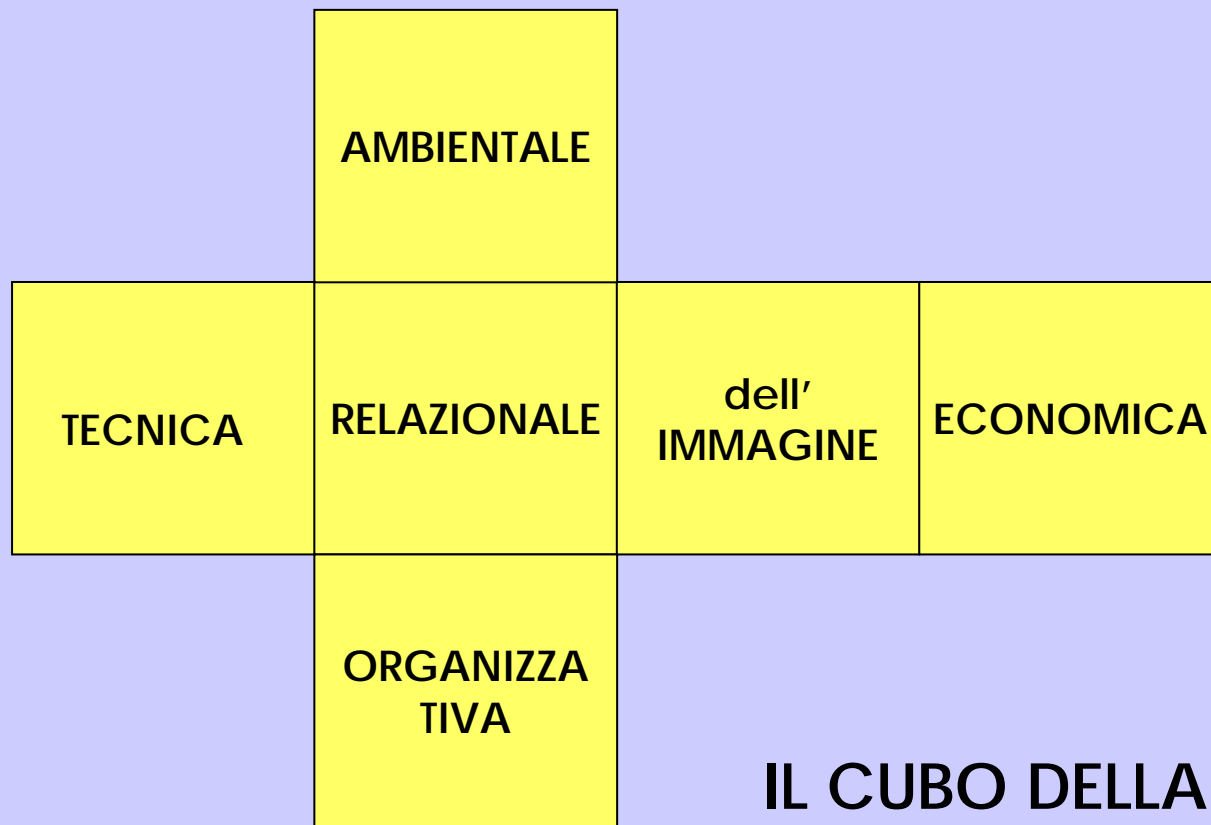 AMBIENTALE
TECNICA
RELAZIONALE
dell’
IMMAGINE
ECONOMICA
ORGANIZZA
TIVA
IL CUBO DELLA